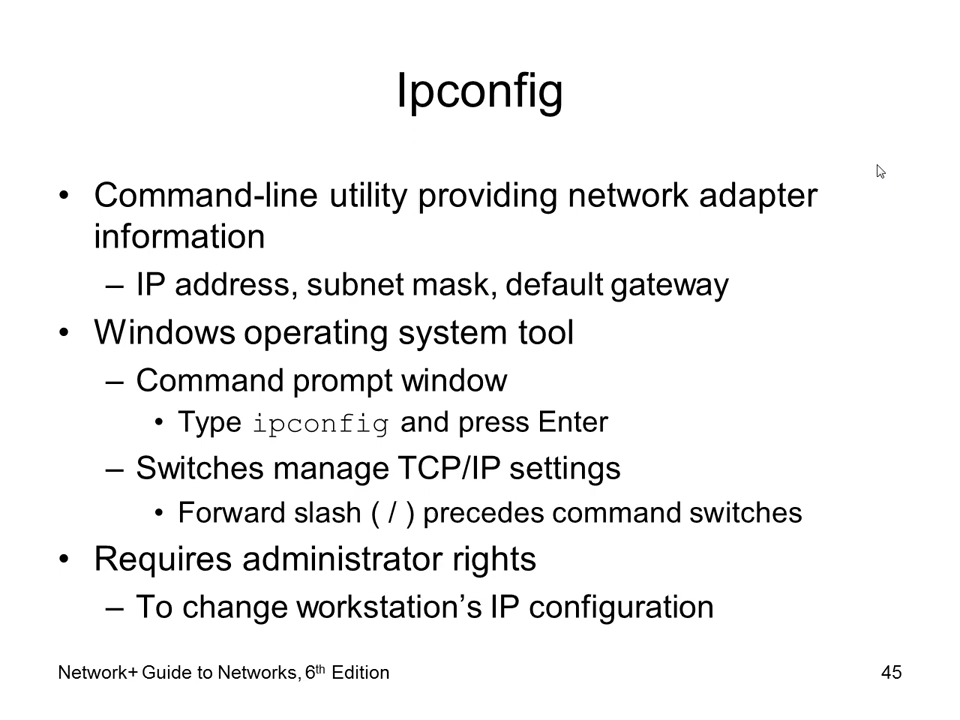 Ipconfig
• Command-line utility providing network adapter
information
– IP address, subnet mask, default gateway
• Windows operating system tool
– Command prompt window
• Type ipconfig and press Enter
– Switches manage TCP/IP settings
• Forward slash ( / ) precedes command switches
• Requires administrator rights
– To change workstation’s IP configuration
Network+ Guide to Networks, 6th Edition
45